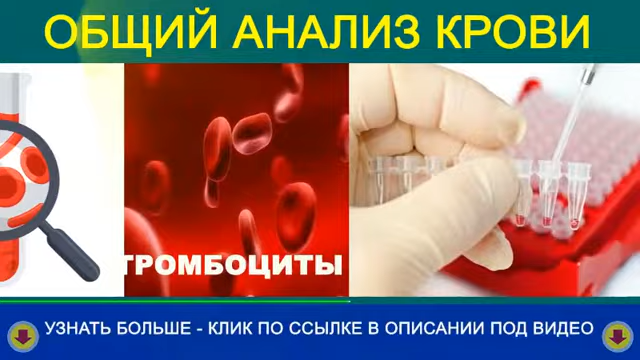 ОБЩИЙ АНАЛИЗ КРОВИ
ТРОМБОЦИТЫ
УЗНАТЬ БОЛЬШЕ - КЛИК ПО ССЫЛКЕ В ОПИСАНИИ ПОД ВИДЕО